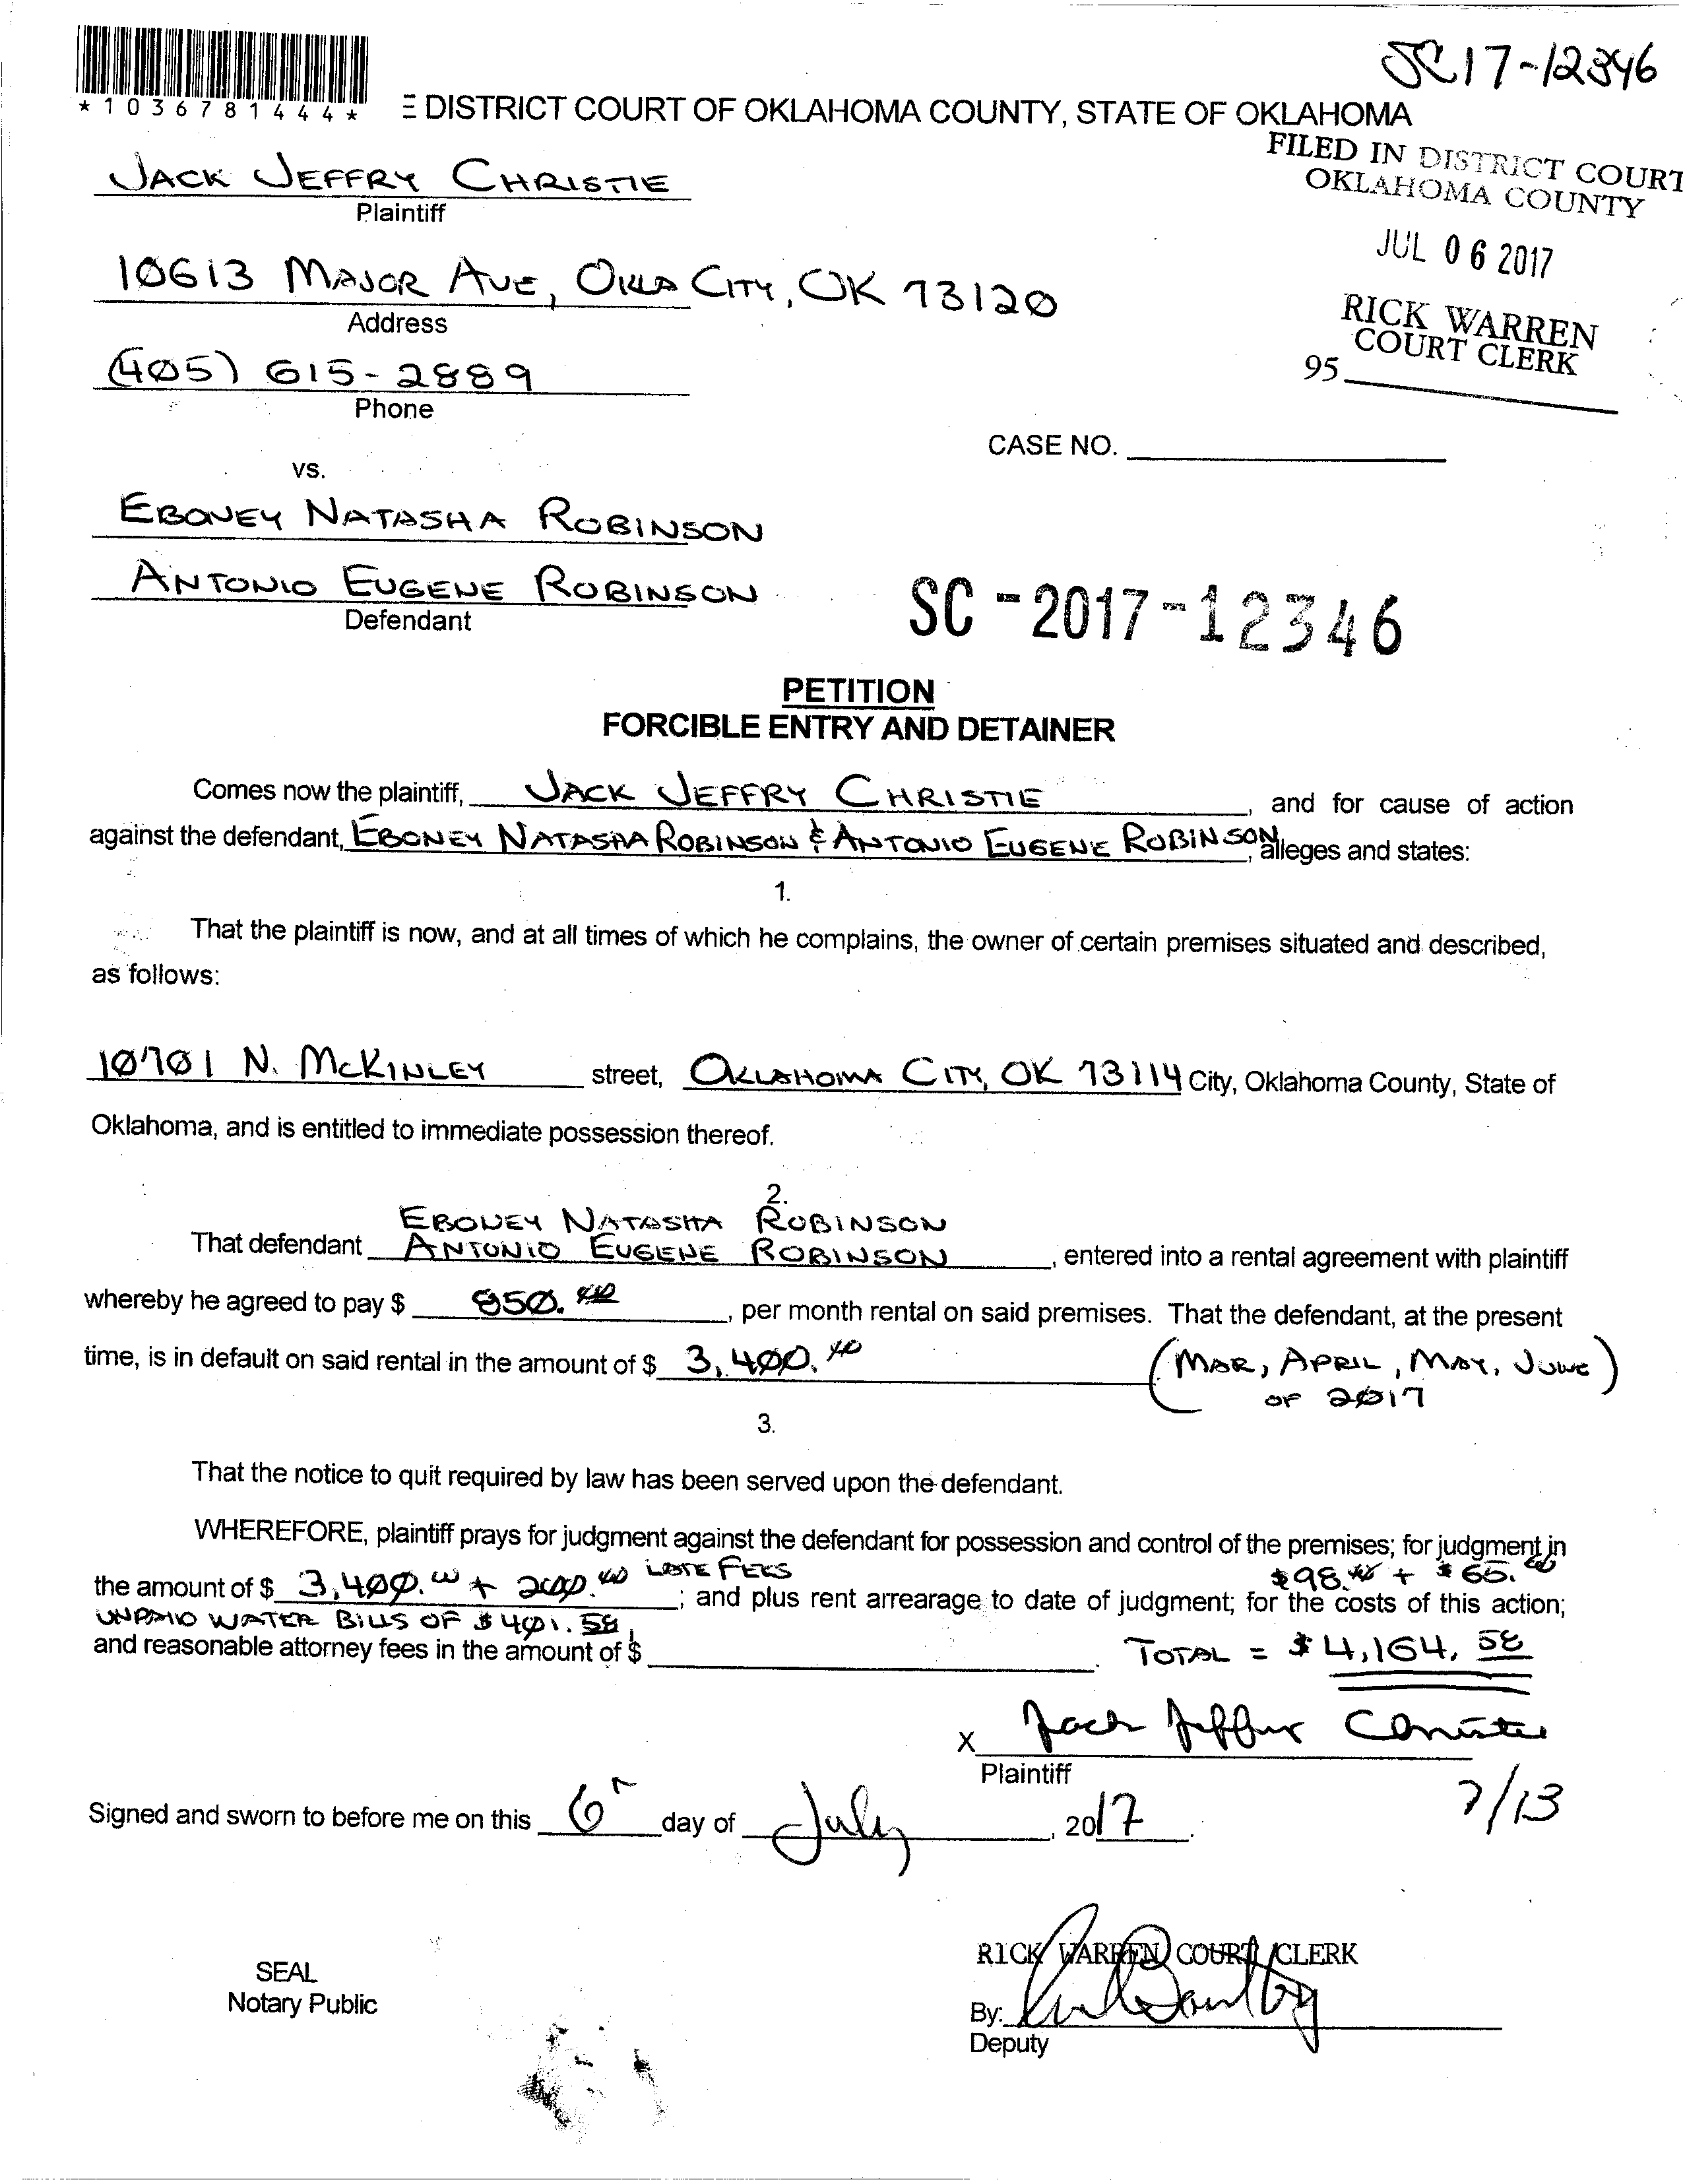 SC17-12346
*1036781444*
E DISTRICT COURT OF OKLAHOMA COUNTY, STATE OF OKLAHOMA
FILED IN DISTRICT COURT
OKLAHOMA COUNTY
JUL 06 2017
RICK WARREN
COURT CLERK
95
JACK JEFFRY CHRISTIE
Plaintiff
10613 MAJOR AVE, OKLA CITY, OK 73120
Address
(405) 615-2889
Phone
CASE NO.
vs.
EBONEY NATASHA ROBINSON
ANTONIO EUGENE ROBINSON
Defendant
SC-2017-12346
PETITION
FORCIBLE ENTRY AND DETAINER
Comes now the plaintiff, JACK JEFFRY CHRISTIE, and for cause of action
against the defendant, EBONEY NATASHA ROBINSON & ANTONIO EUGENE ROBINSON, alleges and states:
1.
That the plaintiff is now, and at all times of which he complains, the owner of certain premises situated and described,
as follows:
10701 N. MCKINLEY street, OKLAHOMA CITY, OK 73114 City, Oklahoma County, State of
Oklahoma, and is entitled to immediate possession thereof.
2.
EBONEY NATASHA ROBINSON
That defendant ANTONIO EUGENE ROBINSON, entered into a rental agreement with plaintiff
whereby he agreed to pay $ 850.00, per month rental on said premises. That the defendant, at the present
time, is in default on said rental in the amount of $ 3,400.00 (MAR, APRIL, MAY, JUNE)
OF 2017
3.
That the notice to quit required by law has been served upon the defendant.
WHEREFORE, plaintiff prays for judgment against the defendant for possession and control of the premises; for judgment in
$98.00 + $65.00
the amount of $ 3,400.00 + 200.00 LATE FEES; and plus rent arrearage to date of judgment; for the costs of this action;
UNPAID WATER BILLS OF $401.58,
and reasonable attorney fees in the amount of $ . TOTAL = $4,164.58
X Jack Jeffry Christie
Plaintiff
7/13
Signed and sworn to before me on this 6th day of July, 2017.
SEAL
Notary Public
RICK WARREN COURT CLERK
By:
Deputy